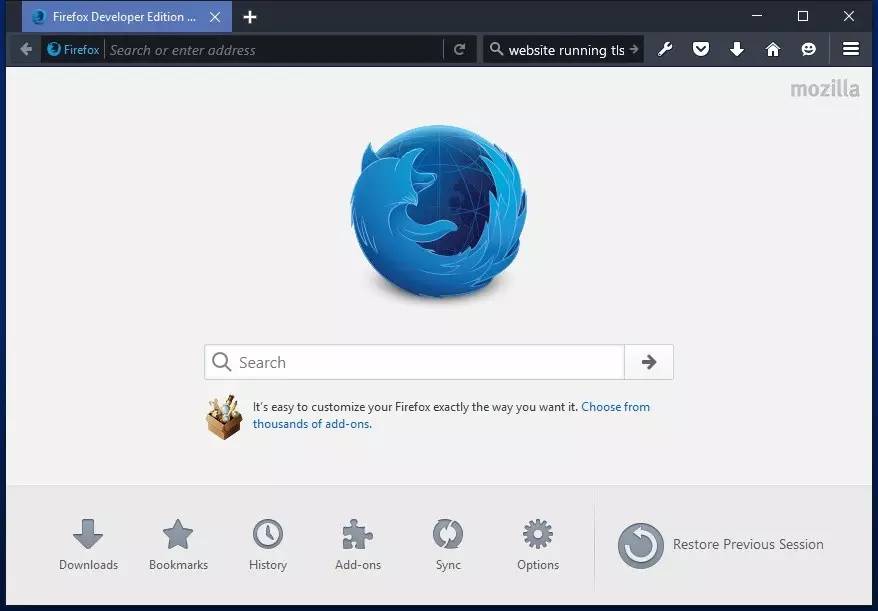 Firefox Developer Edition ...
Firefox Search or enter address website running tls
mozilla
Search
It's easy to customize your Firefox exactly the way you want it. Choose from
thousands of add-ons.
Downloads Bookmarks History Add-ons Sync Options Restore Previous Session